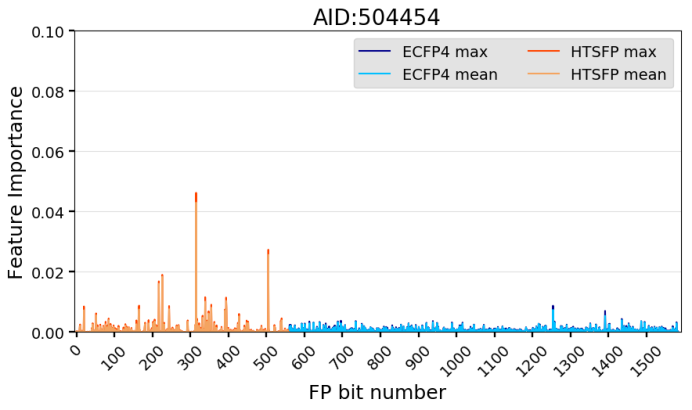 AID:504454
ECFP4 max
HTSFP max
ECFP4 mean
HTSFP mean
Feature Importance
0.10
0.08
0.06
0.04
0.02
0.00
0 100 200 300 400 500 600 700 800 900 1000 1100 1200 1300 1400 1500
FP bit number